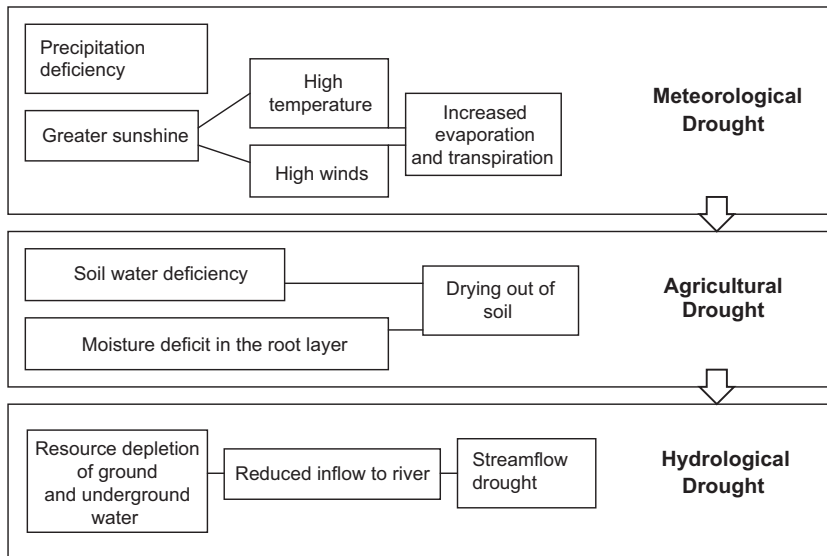 Precipitation
deficiency
Greater sunshine
High
temperature
High winds
Increased
evaporation
and transpiration
Meteorological
Drought
Soil water deficiency
Moisture deficit in the root layer
Drying out of
soil
Agricultural
Drought
Resource depletion
of ground
and underground
water
Reduced inflow to river
Streamflow
drought
Hydrological
Drought